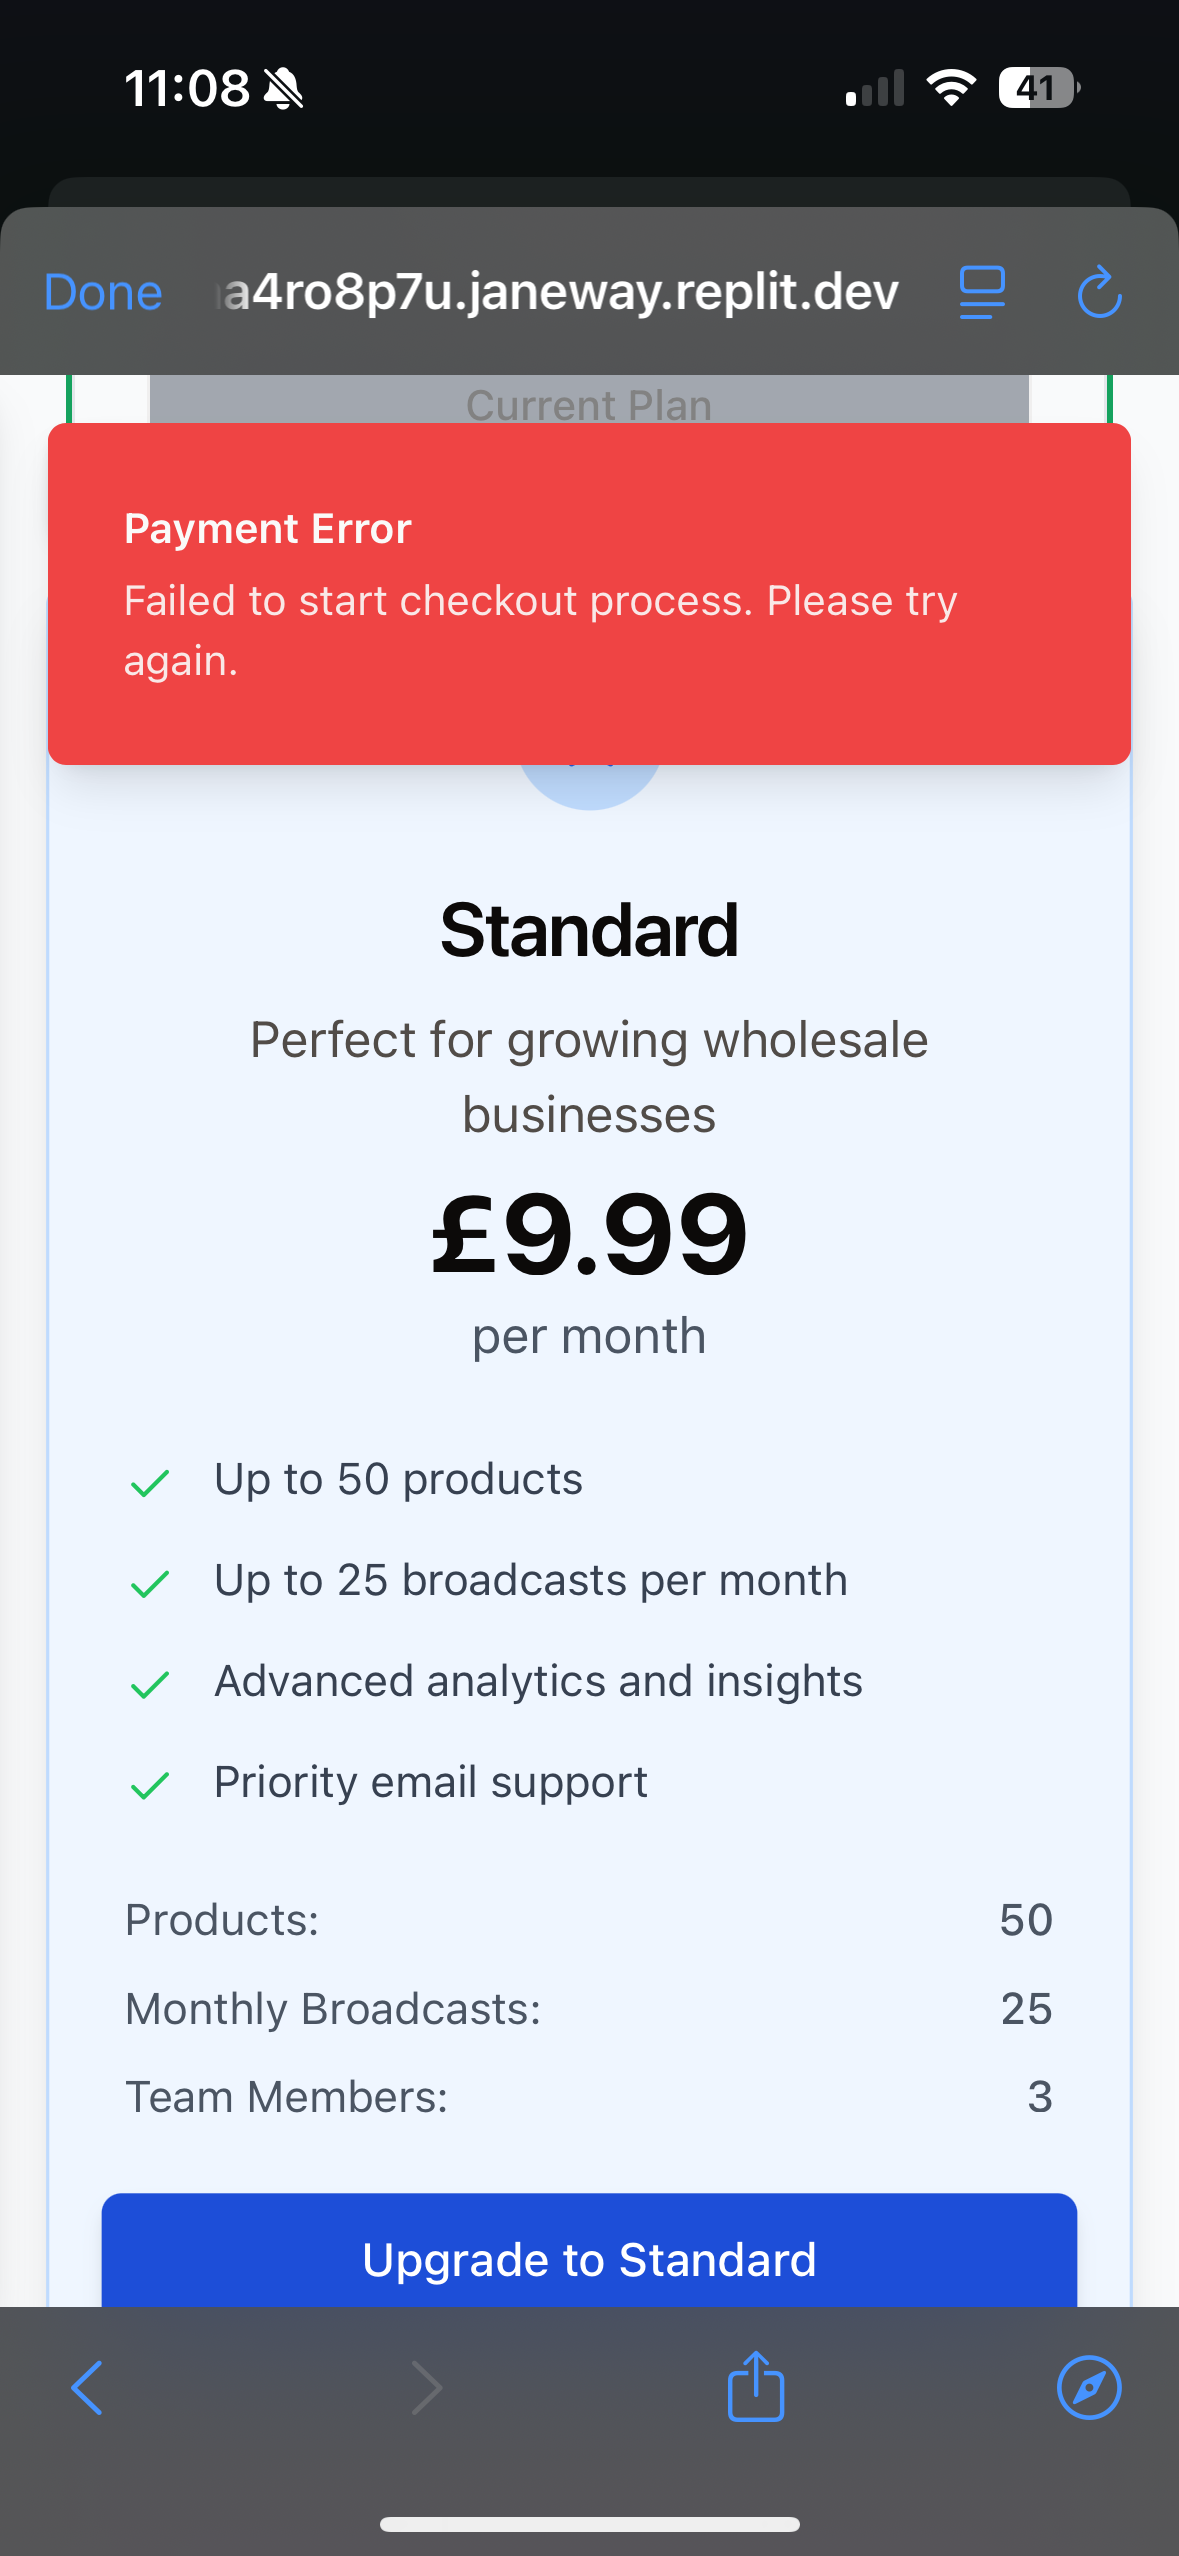 11:08
41
Done
a4ro8p7u.janeway.replit.dev
Current Plan
Payment Error
Failed to start checkout process. Please try
again.
Standard
Perfect for growing wholesale
businesses
£9.99
per month
Up to 50 products
Up to 25 broadcasts per month
Advanced analytics and insights
Priority email support
Products: 50
Monthly Broadcasts: 25
Team Members: 3
Upgrade to Standard